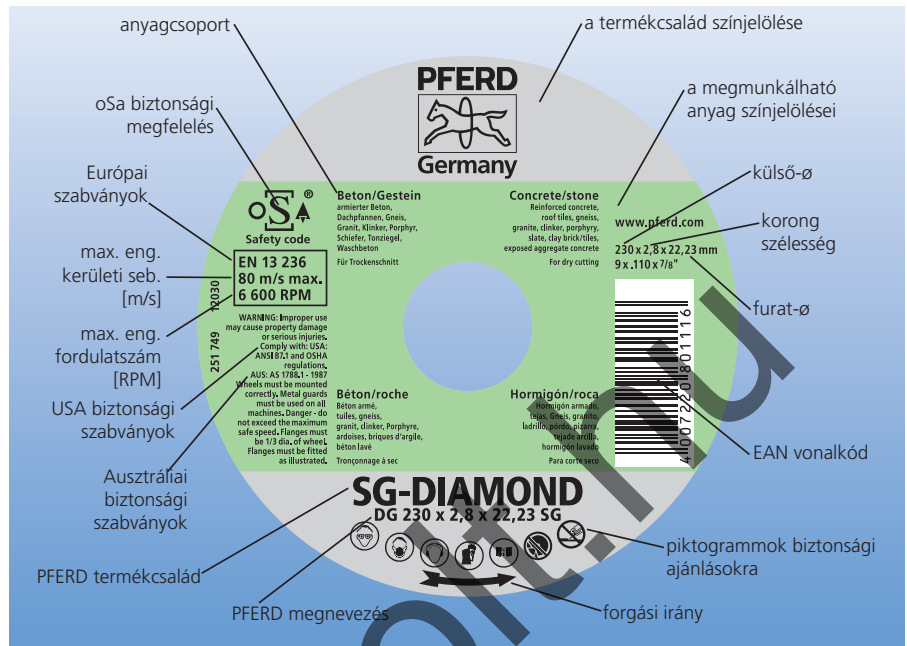 anyagcsoport
a termékcsalád színjelölése
oSa biztonsági
megfelelés
a megmunkálható
anyag színjelölései
Európai
szabványok
külső-ø
korong
szélesség
max. eng.
kerületi seb.
[m/s]
furat-ø
max. eng.
fordulatszám
[RPM]
USA biztonsági
szabványok
EAN vonalkód
Ausztráliai
biztonsági
szabványok
piktogrammok biztonsági
ajánlásokra
PFERD termékcsalád
PFERD megnevezés
forgási irány
PFERD
Germany
oSa®
Safety code
EN 13 236
80 m/s max.
6 600 RPM
251 749 12030
WARNING: Improper use
may cause property damage
or serious injuries.
Comply with: USA:
ANSI B7.1 and OSHA
regulations.
AUS: AS 1788.1 - 1987
Wheels must be mounted
correctly. Metal guards
must be used on all
machines. Danger - do
not exceed the maximum
safe speed. Flanges must
be 1/3 dia. of wheel.
Flanges must be fitted
as illustrated.
Beton/Gestein
armierter Beton,
Dachpfannen, Gneis,
Granit, Klinker, Porphyr,
Schiefer, Tonziegel,
Waschbeton
Für Trockenschnitt
Concrete/stone
Reinforced concrete,
roof tiles, gneiss,
granite, clinker, porphyry,
slate, clay brick/tiles,
exposed aggregate concrete
For dry cutting
www.pferd.com
230 x 2,8 x 22,23 mm
9 x .110 x 7/8"
4 007220 801116
Béton/roche
Béton armé,
tuiles, gneiss,
granit, clinker, Porphyre,
ardoises, briques d'argile,
béton lavé
Tronçonnage à sec
Hormigón/roca
Hormigón armado,
tejas, Gneis, granito,
ladrillo, pórdo, pizarra,
tejade arcilla,
hormigón lavado
Para corte seco
SG-DIAMOND
DG 230 x 2,8 x 22,23 SG